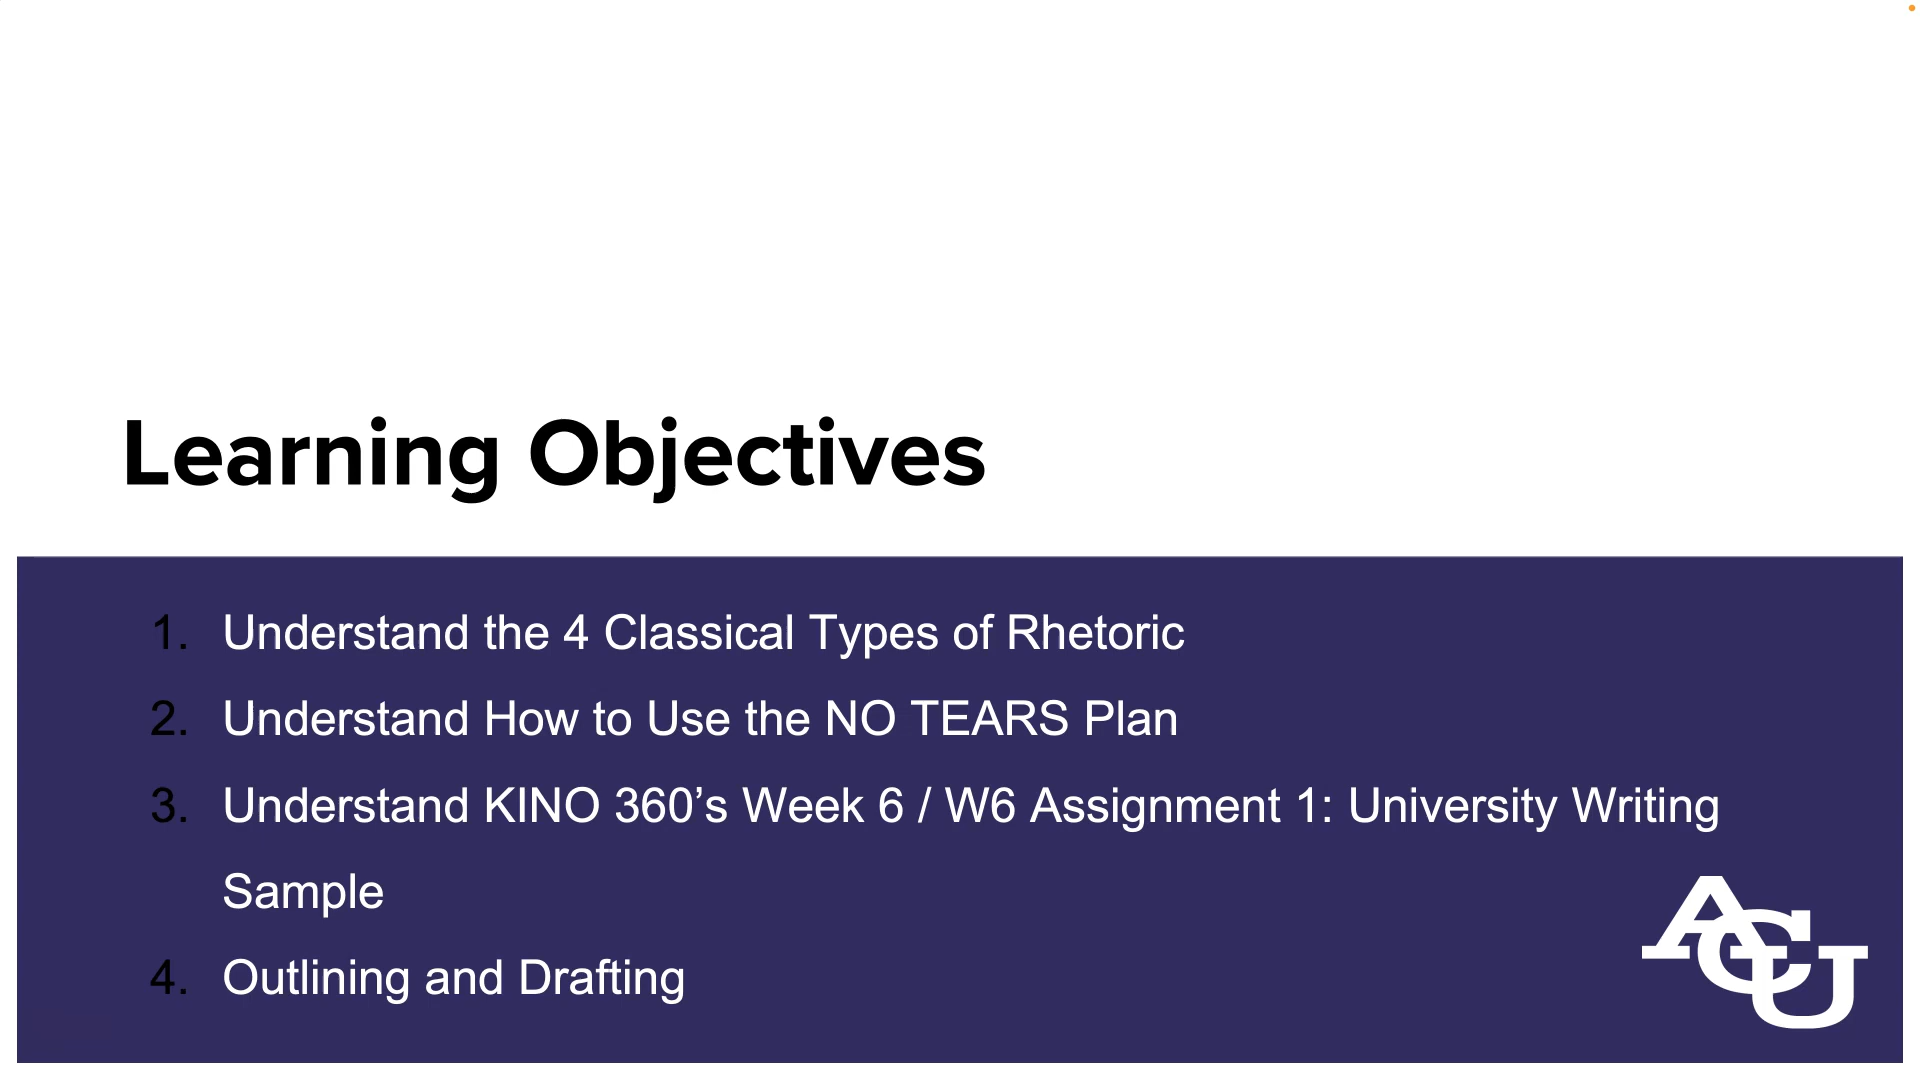 Learning Objectives
1. Understand the 4 Classical Types of Rhetoric
2. Understand How to Use the NO TEARS Plan
3. Understand KINO 360’s Week 6 / W6 Assignment 1: University Writing
Sample
4. Outlining and Drafting
ACU